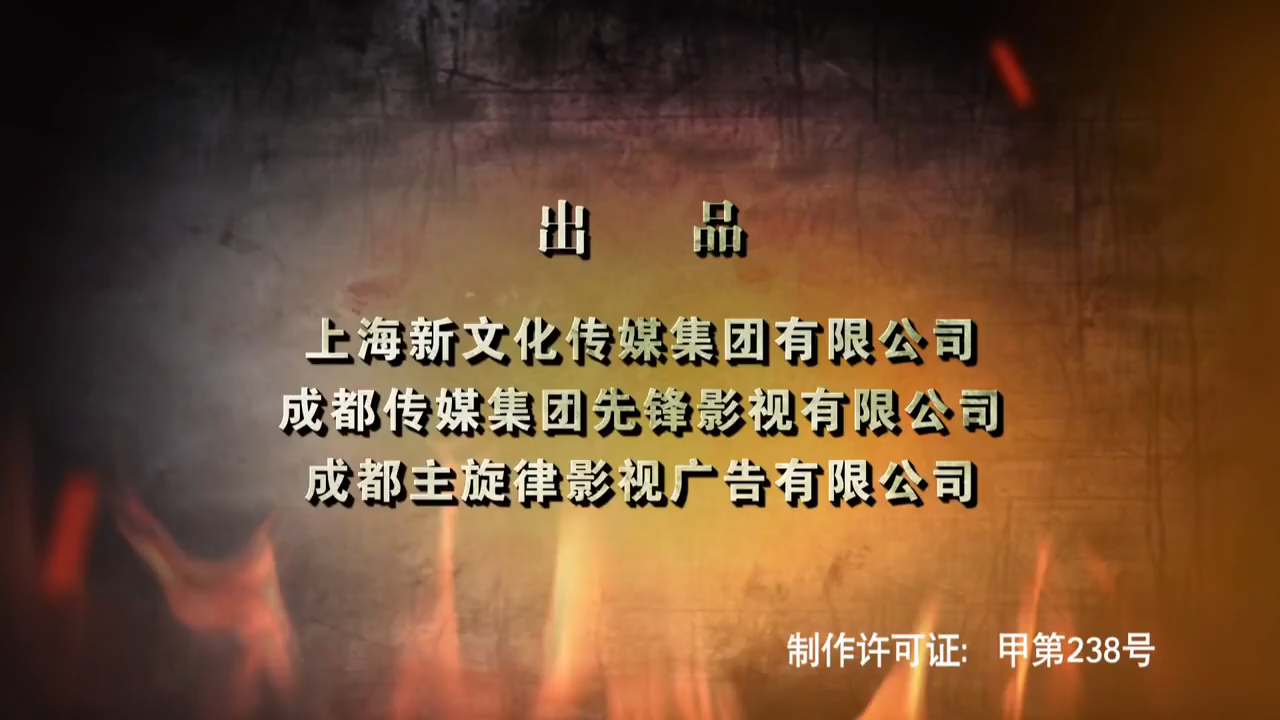 出 品
上海新文化传媒集团有限公司
成都传媒集团先锋影视有限公司
成都主旋律影视广告有限公司
制作许可证: 甲第238号